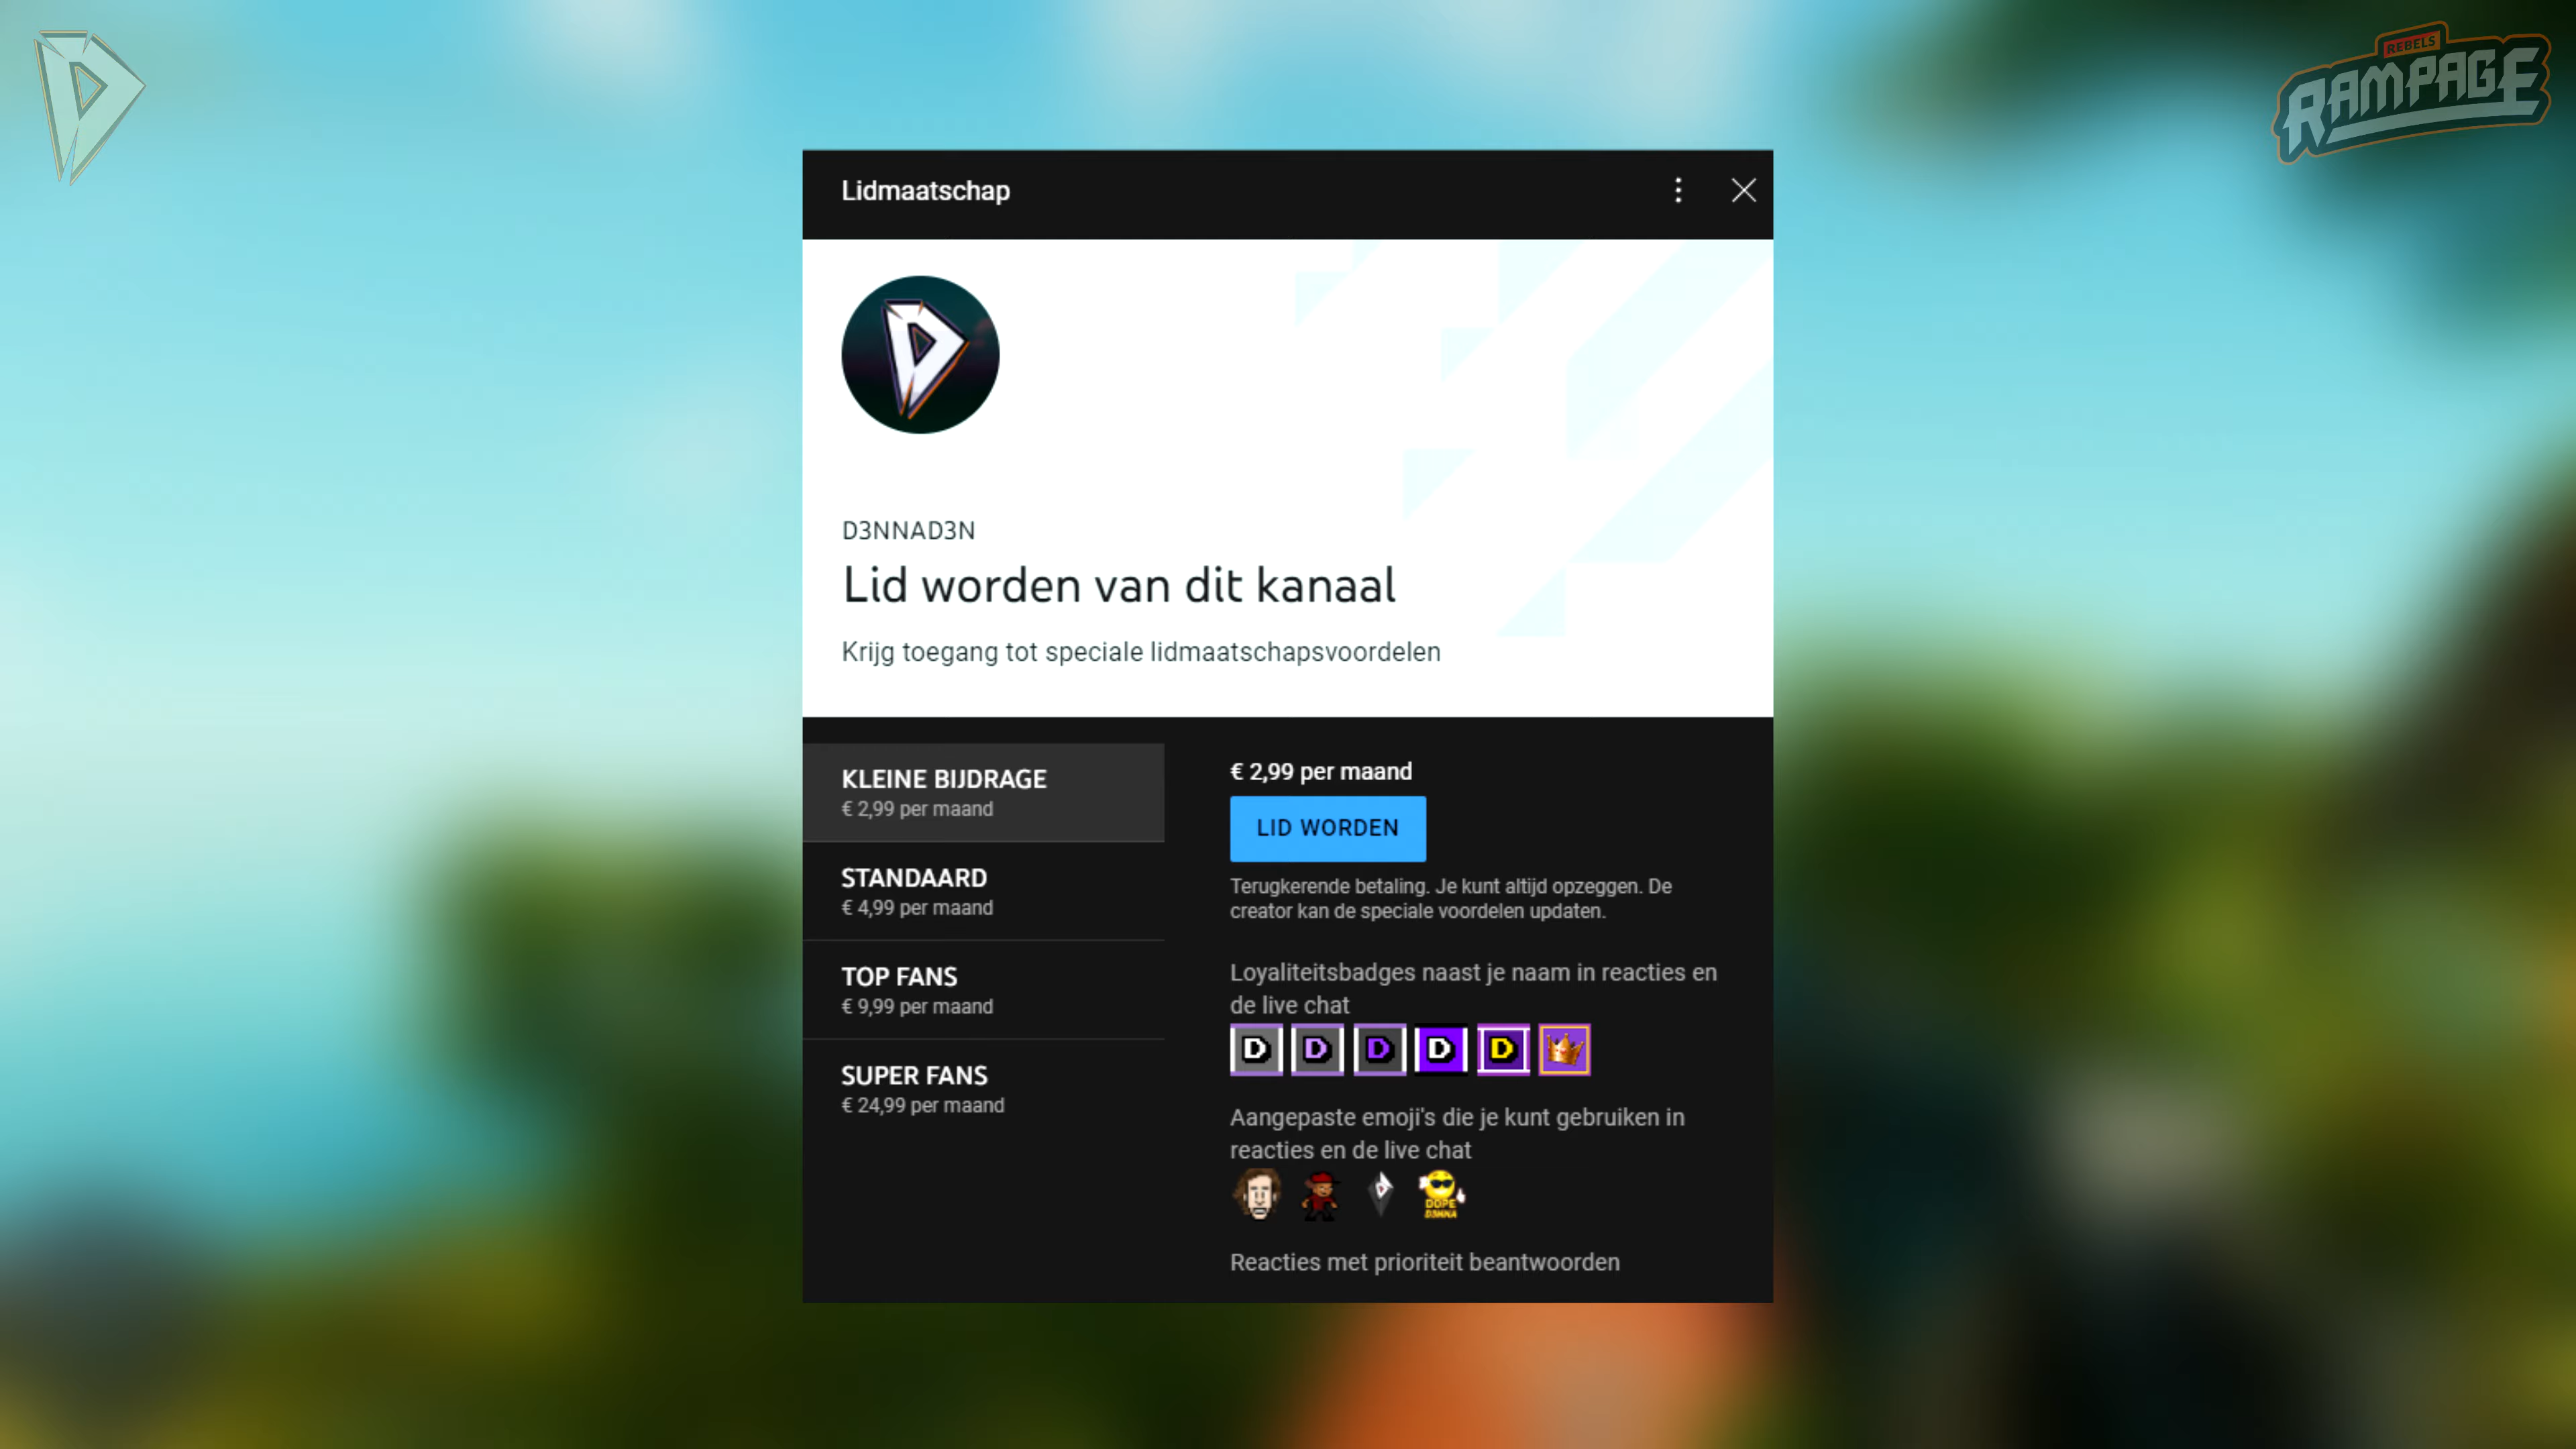 REBELS
RAMPAGE
Lidmaatschap
D3NNAD3N
Lid worden van dit kanaal
Krijg toegang tot speciale lidmaatschapsvoordelen
KLEINE BIJDRAGE
€ 2,99 per maand
STANDAARD
€ 4,99 per maand
TOP FANS
€ 9,99 per maand
SUPER FANS
€ 24,99 per maand
€ 2,99 per maand
LID WORDEN
Terugkerende betaling. Je kunt altijd opzeggen. De
creator kan de speciale voordelen updaten.
Loyaliteitsbadges naast je naam in reacties en
de live chat
D D D D D
Aangepaste emoji's die je kunt gebruiken in
reacties en de live chat
DOPE
D3NNA
Reacties met prioriteit beantwoorden